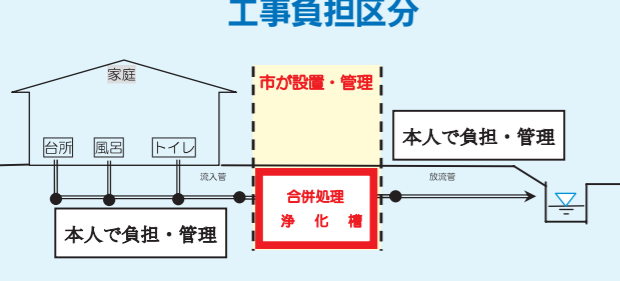 工事負担区分
家庭
市が設置・管理
本人で負担・管理
台所
風呂
トイレ
流入管
放流管
合併処理
浄 化 槽
本人で負担・管理